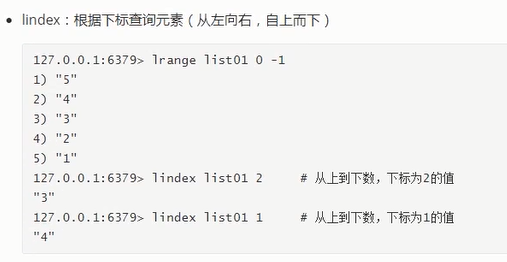 lindex：根据下标查询元素（从左向右，自上而下）
127.0.0.1:6379> lrange list01 0 -1
1) "5"
2) "4"
3) "3"
4) "2"
5) "1"
127.0.0.1:6379> lindex list01 2     # 从上到下数，下标为2的值
"3"
127.0.0.1:6379> lindex list01 1     # 从上到下数，下标为1的值
"4"